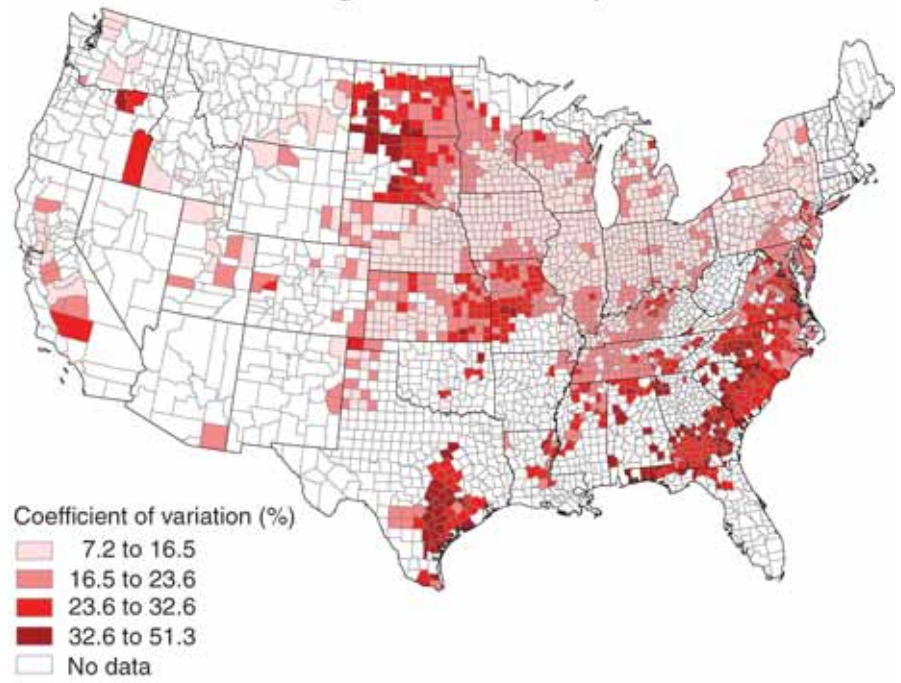 Coefficient of variation (%)
7.2 to 16.5
16.5 to 23.6
23.6 to 32.6
32.6 to 51.3
No data